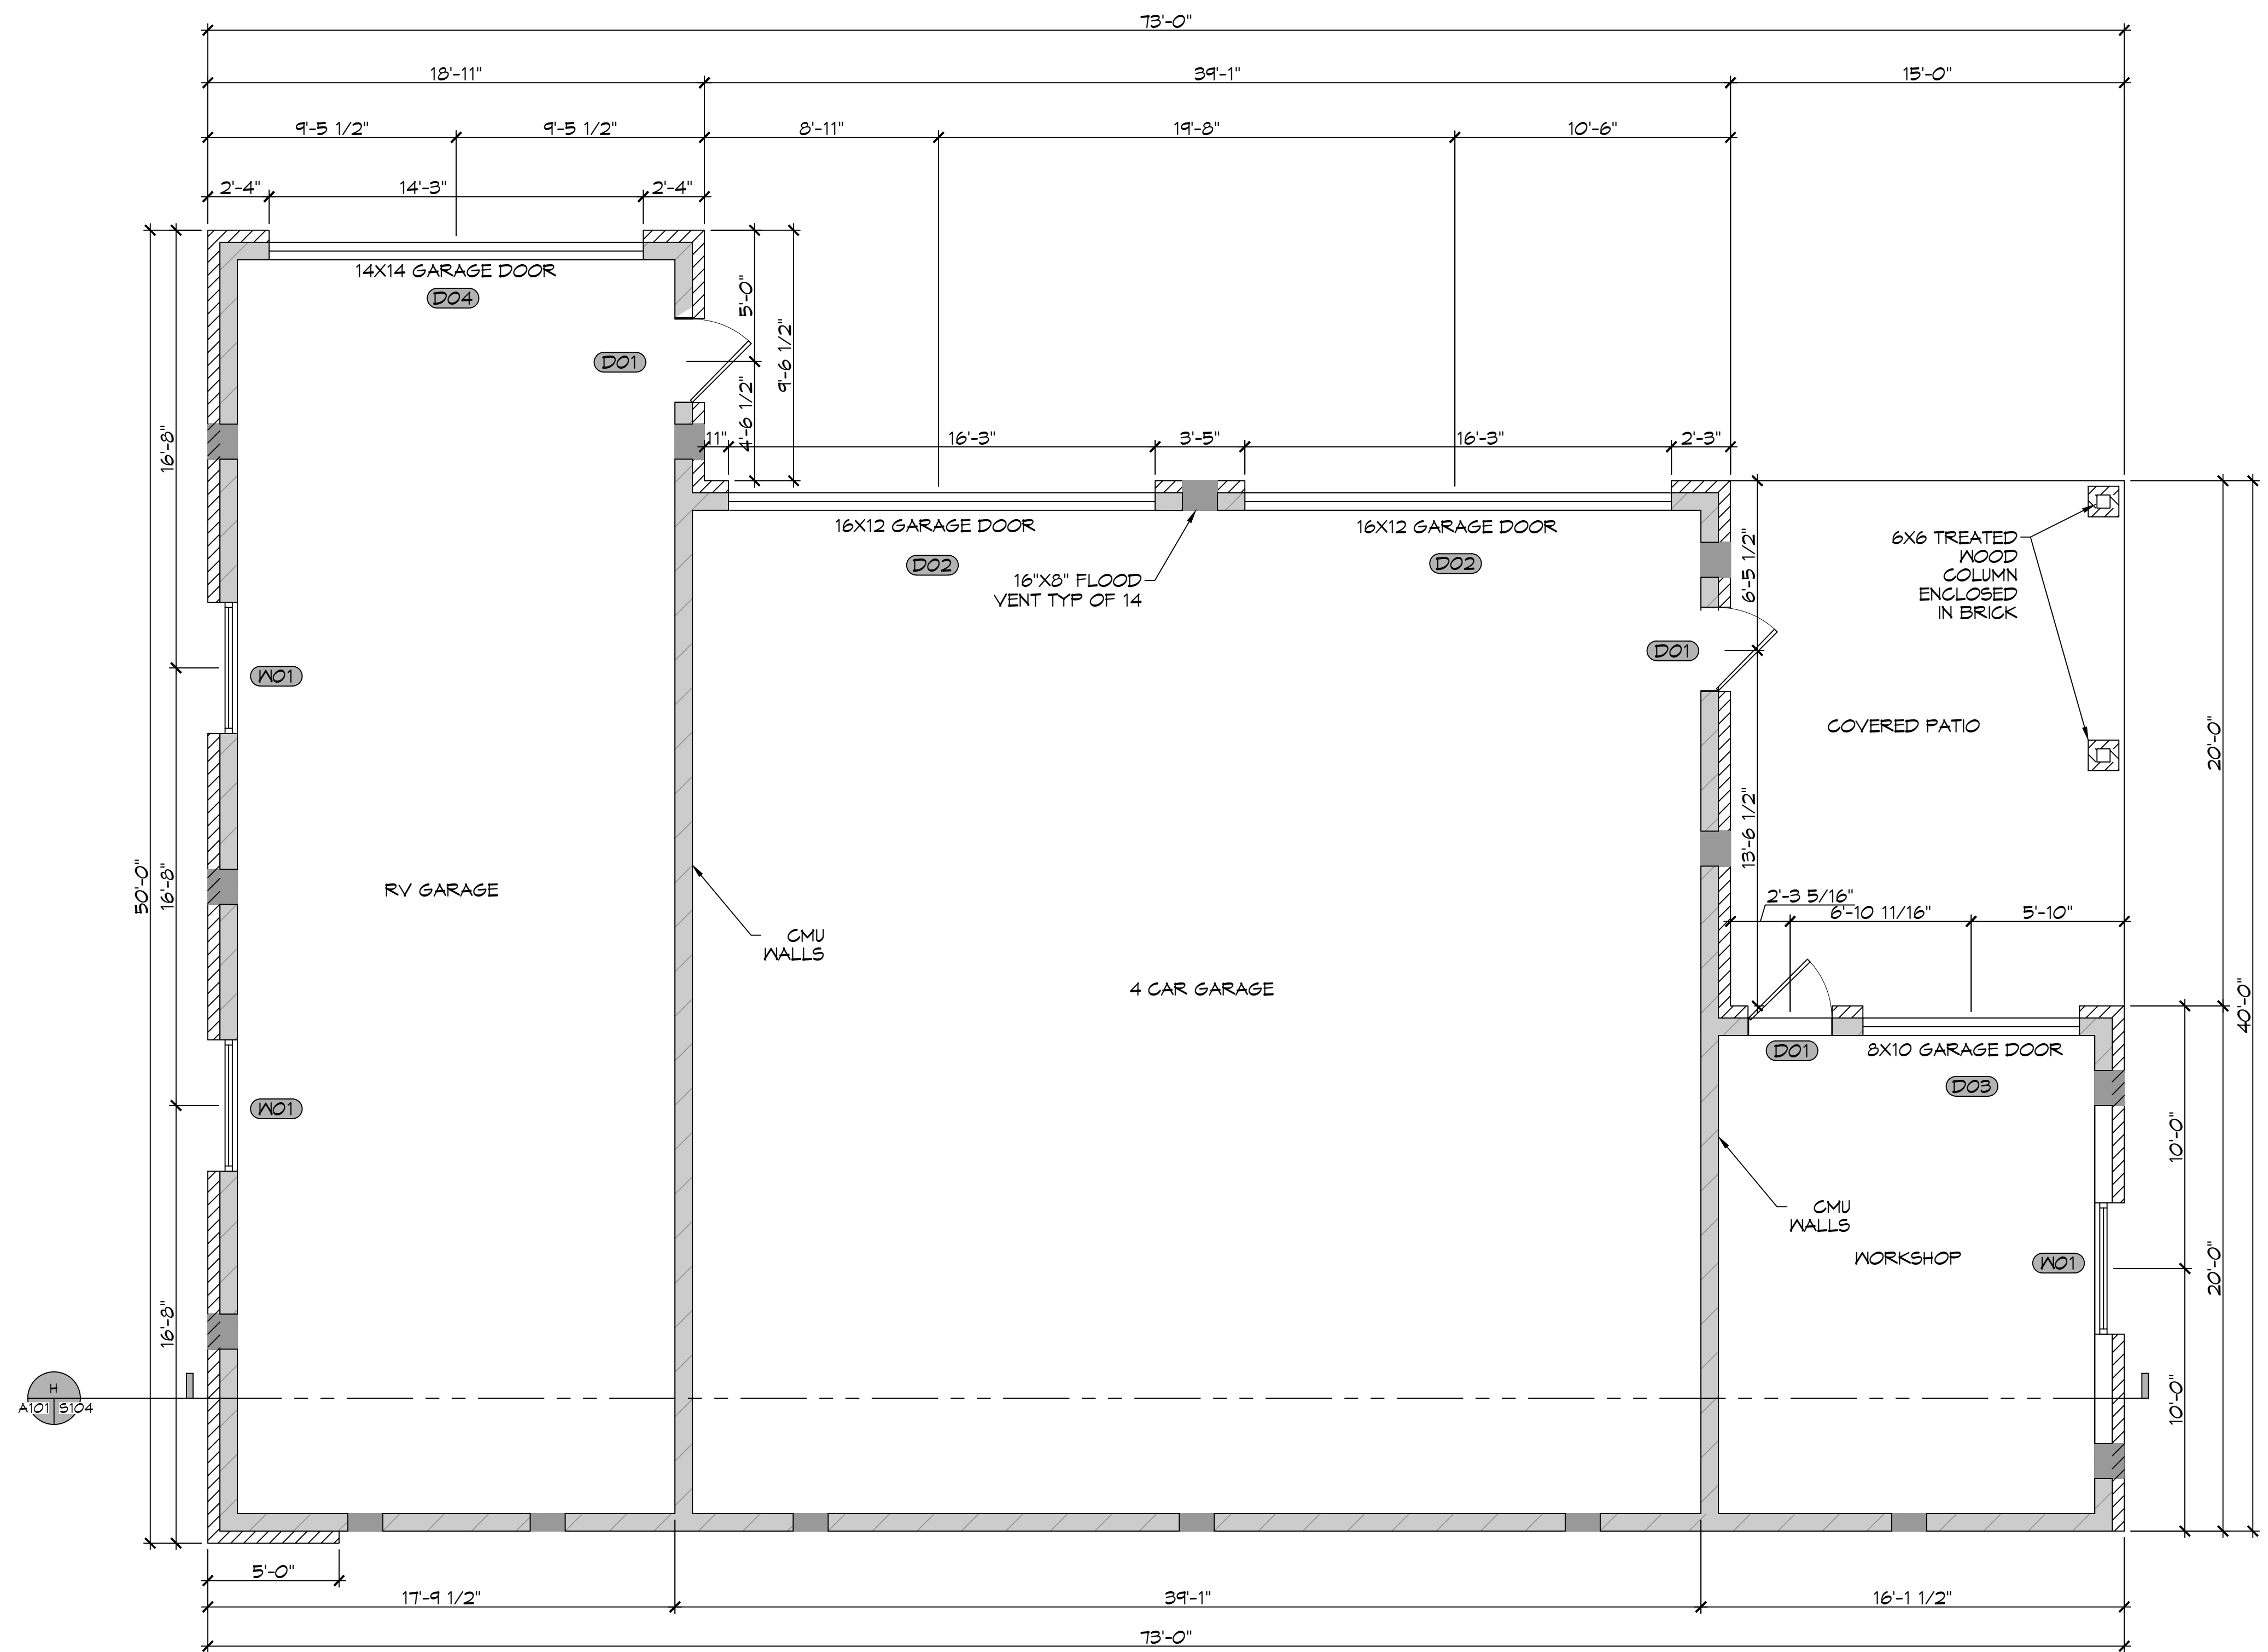 73'-0"
18'-11" 39'-1" 15'-0"
9'-5 1/2" 9'-5 1/2" 8'-11" 19'-8" 10'-6"
2'-4" 14'-3" 2'-4"
14X14 GARAGE DOOR
D04
5'-0"
D01
9'-6 1/2"
4'-6 1/2"
16'-8"
11" 16'-3" 3'-5" 16'-3" 2'-3"
16X12 GARAGE DOOR 16X12 GARAGE DOOR
D02 D02
16"X8" FLOOD
VENT TYP OF 14
6'-5 1/2"
6X6 TREATED
WOOD
COLUMN
ENCLOSED
IN BRICK
D01
W01
COVERED PATIO
20'-0"
13'-6 1/2"
50'-0"
16'-8"
RV GARAGE
2'-3 5/16"
6'-10 11/16" 5'-10"
CMU
WALLS
4 CAR GARAGE
40'-0"
D01
8X10 GARAGE DOOR
D03
W01
10'-0"
CMU
WALLS
WORKSHOP
W01
20'-0"
16'-8"
H
A101 S104
10'-0"
5'-0"
17'-9 1/2" 39'-1" 16'-1 1/2"
73'-0"